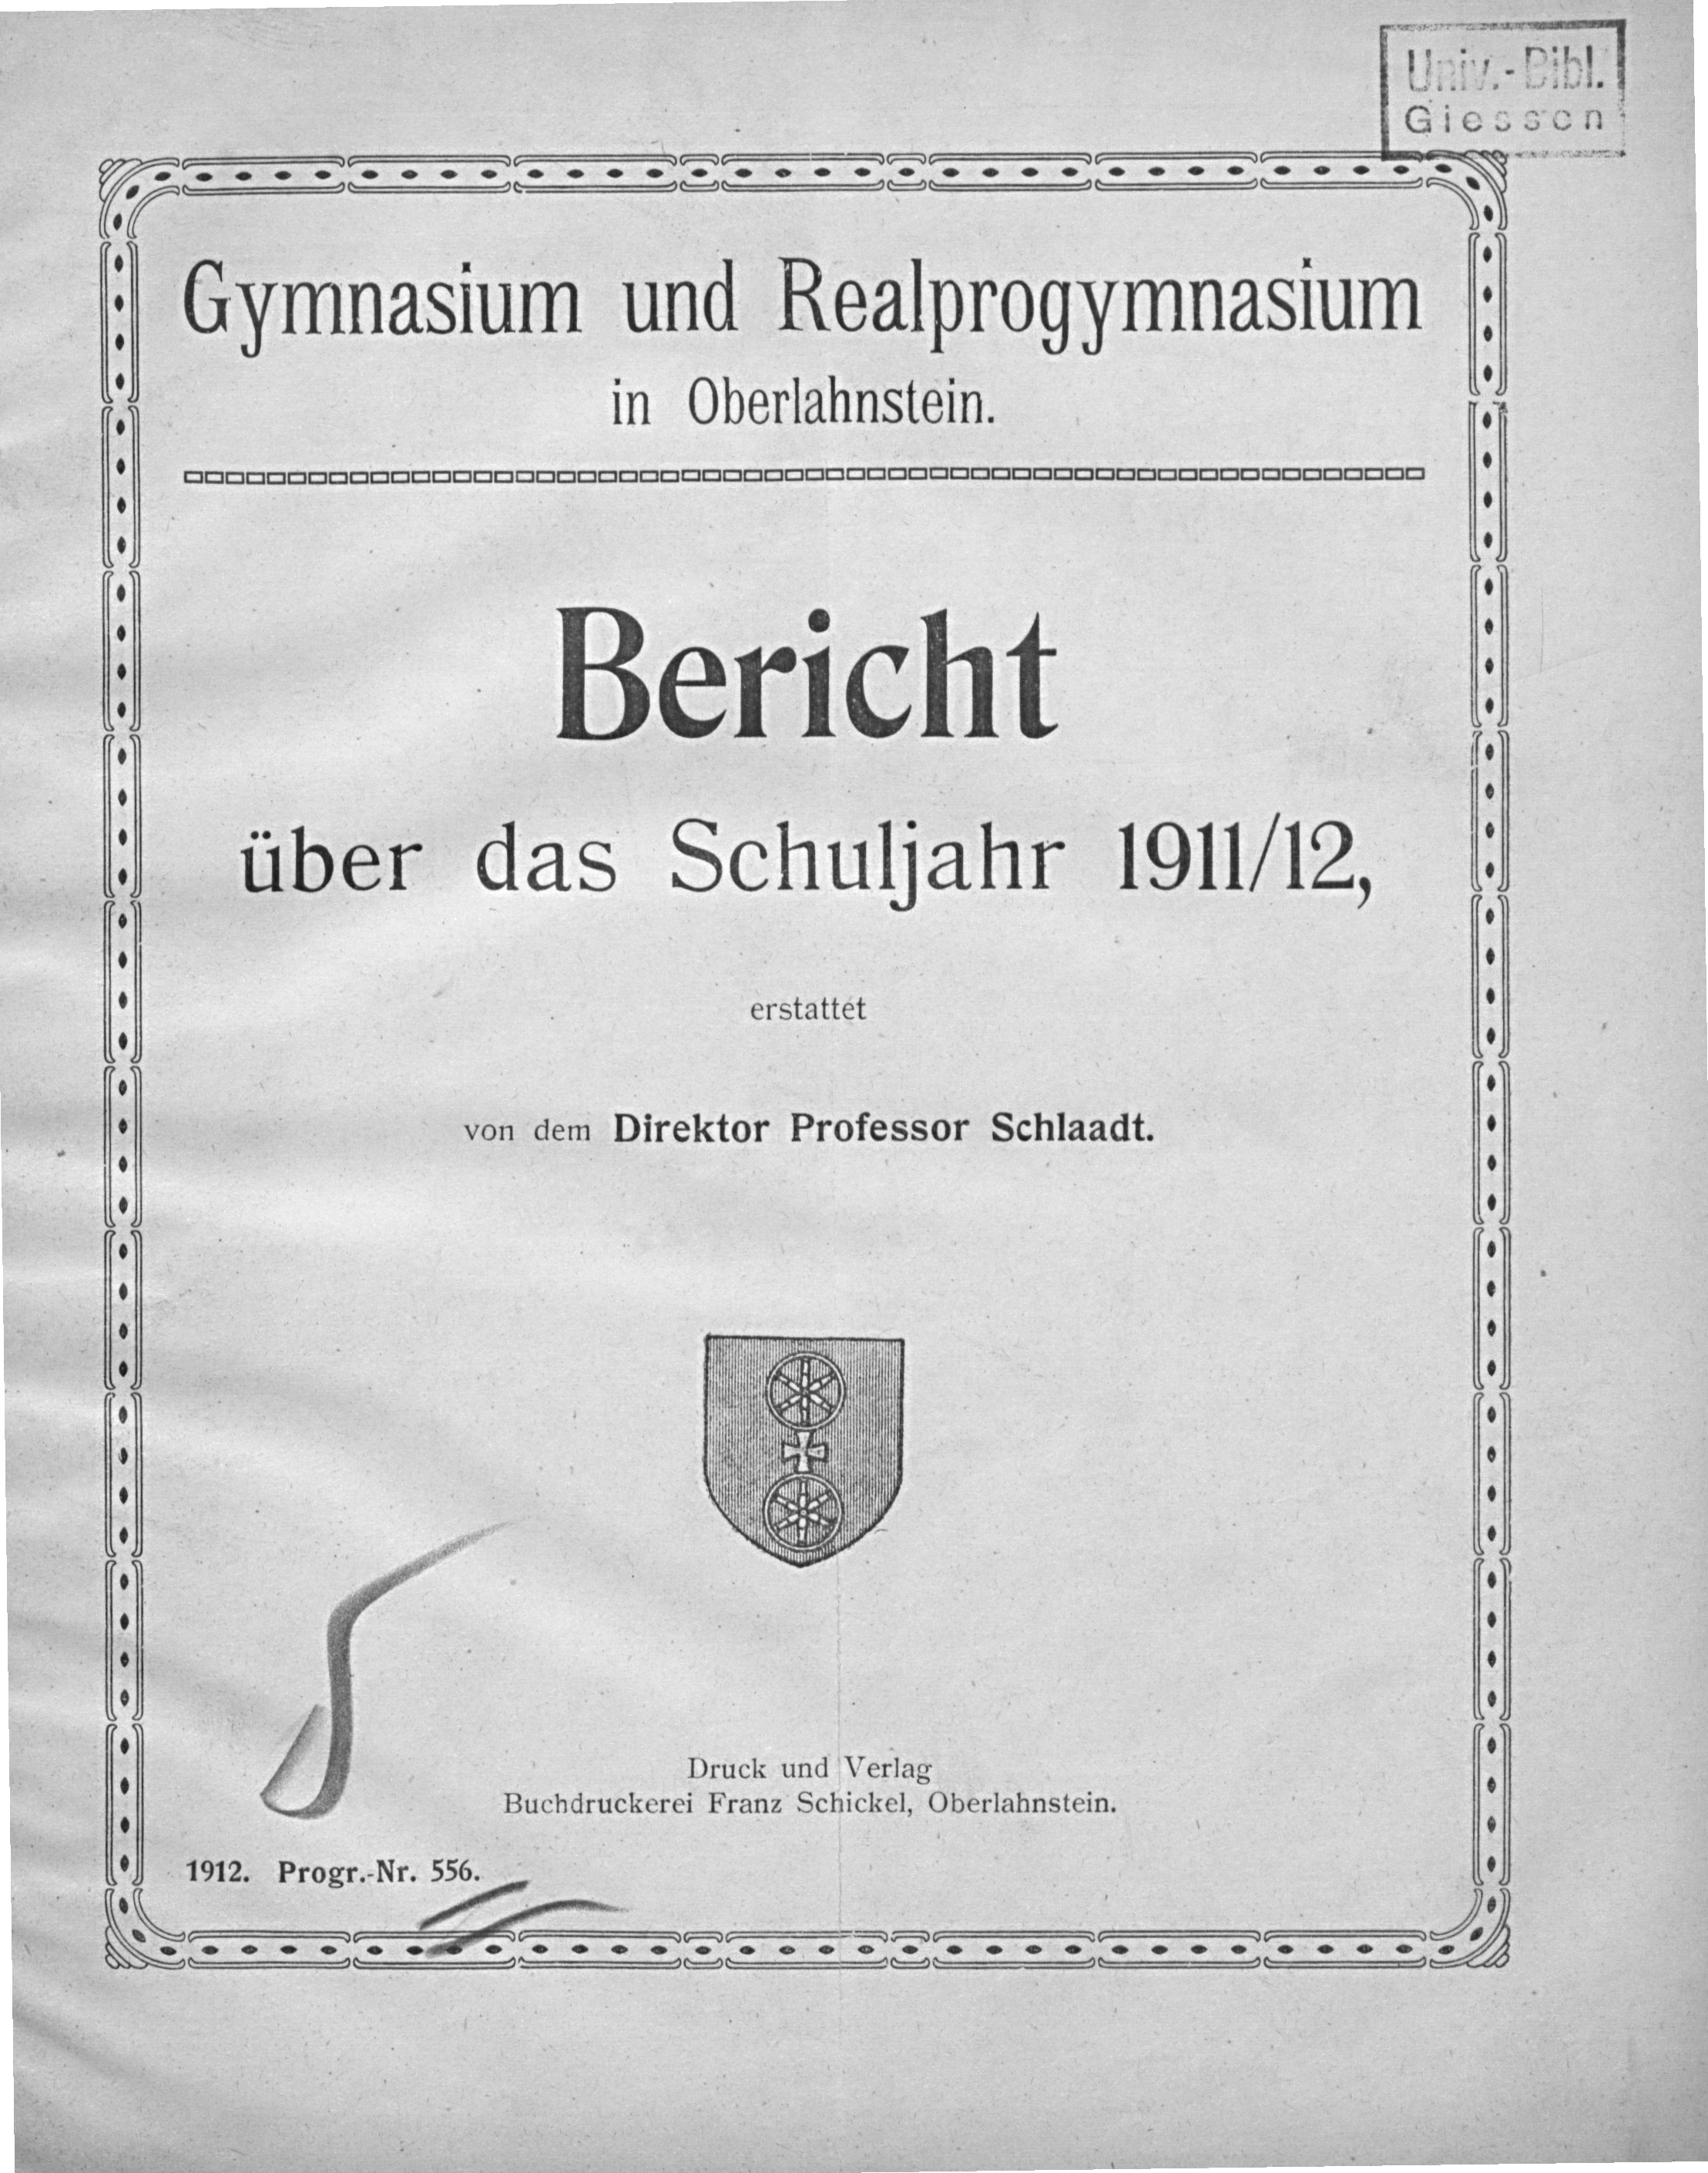 Univ.-Bibl.
Giessen
Gymnasium und Realprogymnasium
in Oberlahnstein.
Bericht
über das Schuljahr 1911/12,
erstattet
von dem Direktor Professor Schlaadt.
Druck und Verlag
Buchdruckerei Franz Schickel, Oberlahnstein.
1912. Progr.-Nr. 556.